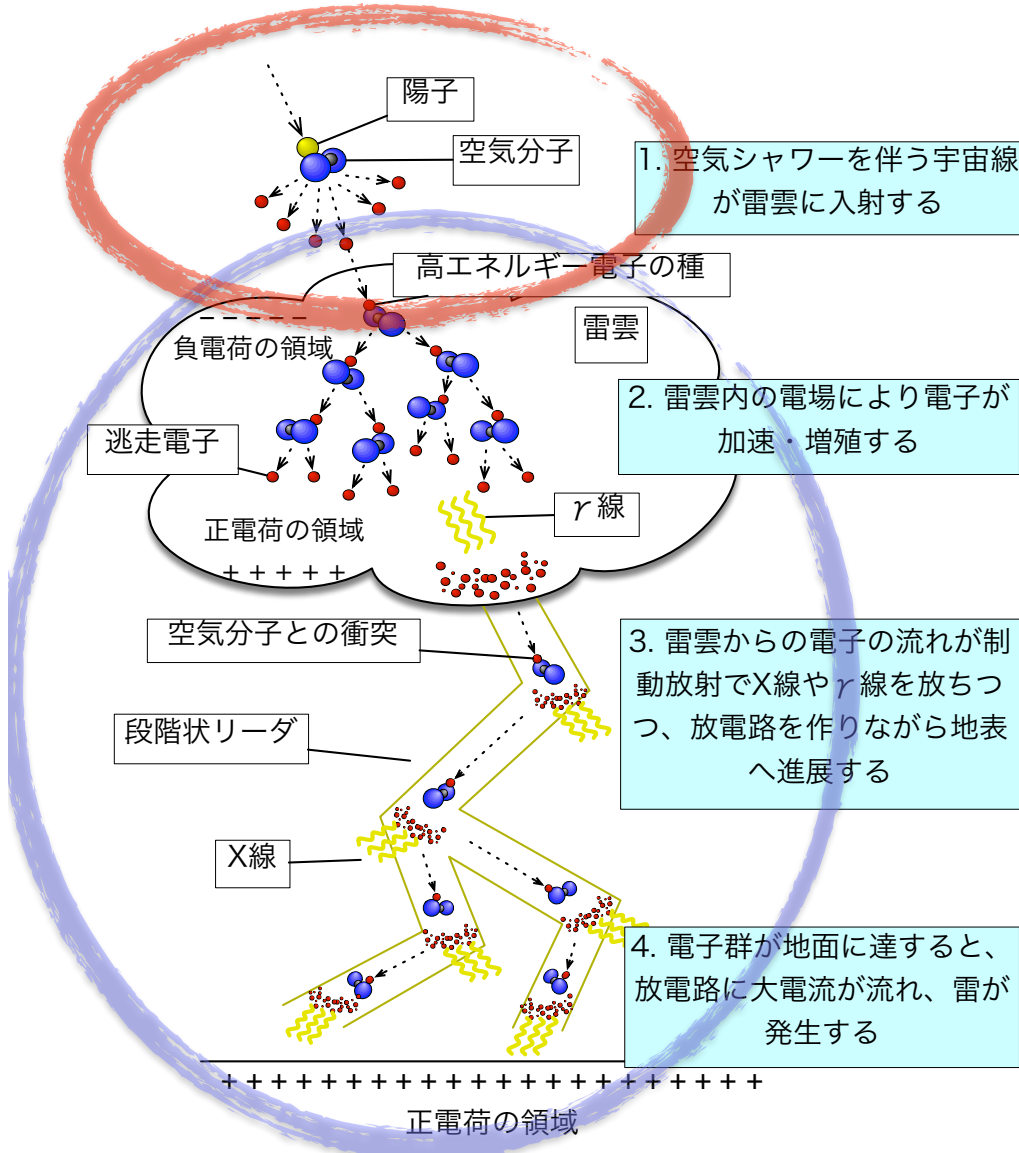 陽子
空気分子
1. 空気シャワーを伴う宇宙線
が雷雲に入射する
高エネルギー電子の種
雷雲
− − − − −
負電荷の領域
2. 雷雲内の電場により電子が
加速・増殖する
逃走電子
γ線
正電荷の領域
+ + + + +
空気分子との衝突
3. 雷雲からの電子の流れが制
動放射でX線やγ線を放ちつ
つ、放電路を作りながら地表
へ進展する
段階状リーダ
X線
4. 電子群が地面に達すると、
放電路に大電流が流れ、雷が
発生する
+ + + + + + + + + + + + + + + + + + + + + + + +
正電荷の領域